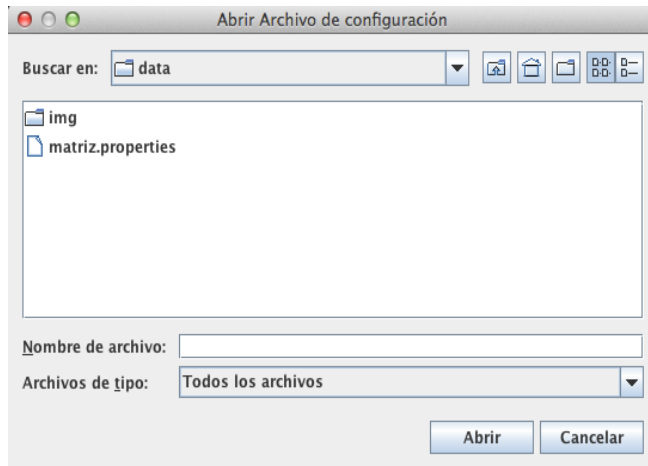 Abrir Archivo de configuración
Buscar en: data
img
matriz.properties
Nombre de archivo:
Archivos de tipo: Todos los archivos
Abrir Cancelar